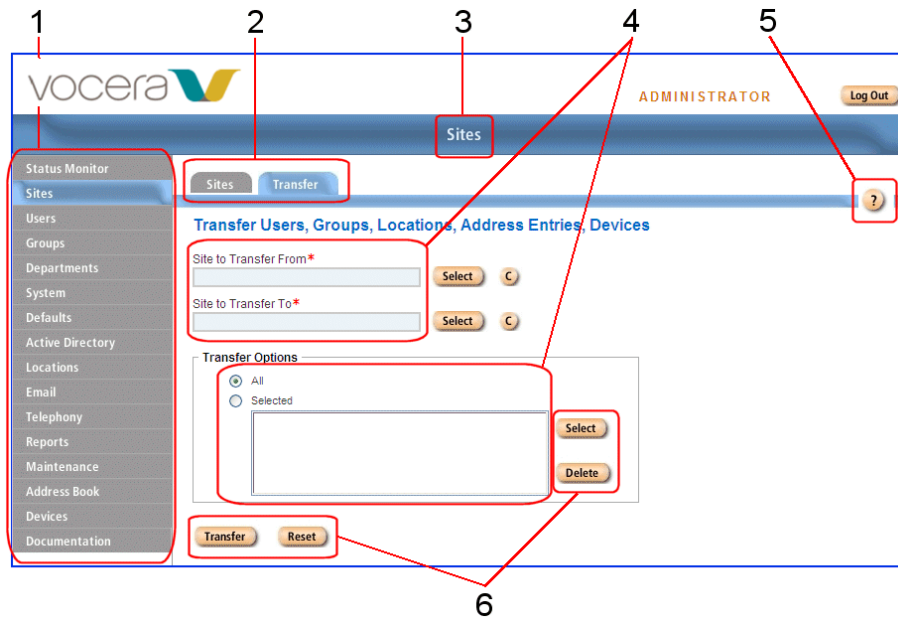 1 2 3 4 5
vocera
ADMINISTRATOR
Log Out
Sites
Status Monitor
Sites
Users
Groups
Departments
System
Defaults
Active Directory
Locations
Email
Telephony
Reports
Maintenance
Address Book
Devices
Documentation
Sites Transfer
?
Transfer Users, Groups, Locations, Address Entries, Devices
Site to Transfer From*
Select C
Site to Transfer To*
Select C
Transfer Options
All
Selected
Select
Delete
Transfer Reset
6